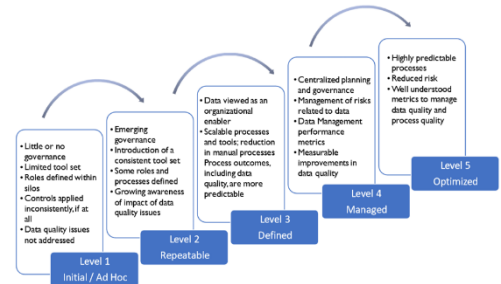 • Little or no
governance
• Limited tool set
• Roles defined within
silos
• Controls applied
inconsistently, if at
all
• Data quality issues
not addressed
Level 1
Initial / Ad Hoc
• Emerging
governance
• Introduction of a
consistent tool set
• Some roles and
processes defined
• Growing awareness
of impact of data
quality issues
Level 2
Repeatable
• Data viewed as an
organizational
enabler
• Scalable processes
and tools; reduction
in manual processes
Process outcomes,
including data
quality, are more
predictable
Level 3
Defined
• Centralized planning
and governance
• Management of risks
related to data
• Data Management
performance
metrics
• Measurable
improvements in
data quality
Level 4
Managed
• Highly predictable
processes
• Reduced risk
• Well understood
metrics to manage
data quality and
process quality
Level 5
Optimized